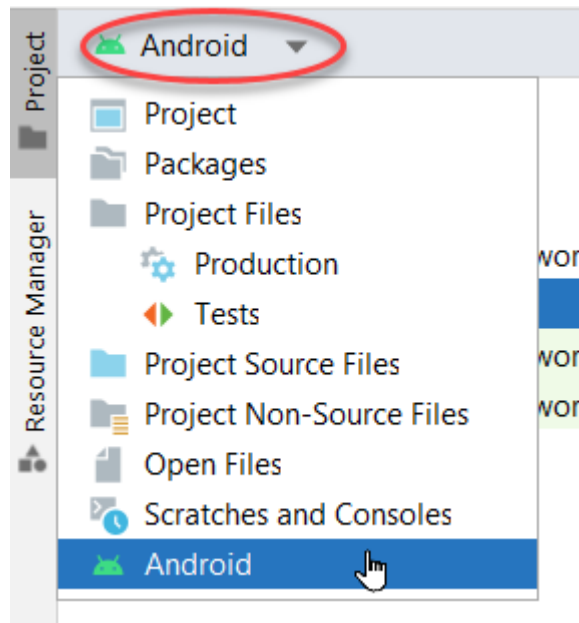 Project
Resource Manager
Android
Project
Packages
Project Files
Production
Tests
Project Source Files
Project Non-Source Files
Open Files
Scratches and Consoles
Android